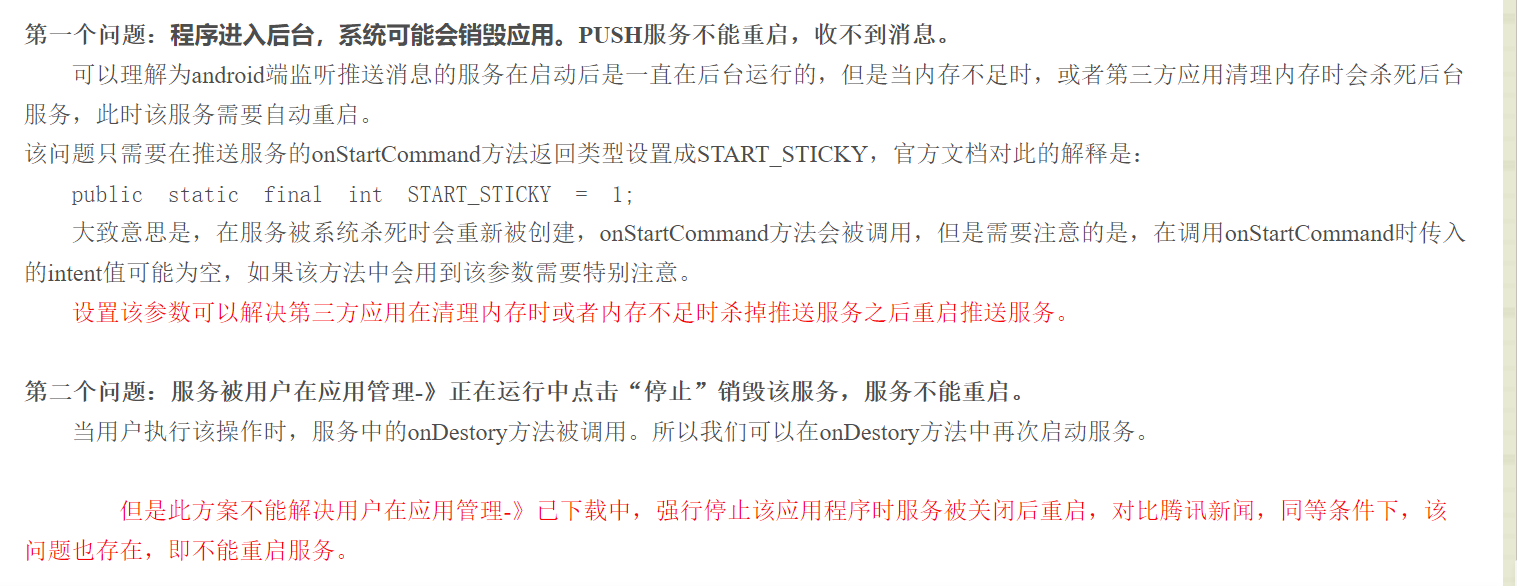 第一个问题：程序进入后台，系统可能会销毁应用。PUSH服务不能重启，收不到消息。
可以理解为android端监听推送消息的服务在启动后是一直在后台运行的，但是当内存不足时，或者第三方应用清理内存时会杀死后台
服务，此时该服务需要自动重启。
该问题只需要在推送服务的onStartCommand方法返回类型设置成START_STICKY，官方文档对此的解释是：
public static final int START_STICKY = 1;
大致意思是，在服务被系统杀死时会重新被创建，onStartCommand方法会被调用，但是需要注意的是，在调用onStartCommand时传入
的intent值可能为空，如果该方法中会用到该参数需要特别注意。
设置该参数可以解决第三方应用在清理内存时或者内存不足时杀掉推送服务之后重启推送服务。
第二个问题：服务被用户在应用管理-》正在运行中点击“停止”销毁该服务，服务不能重启。
当用户执行该操作时，服务中的onDestory方法被调用。所以我们可以在onDestory方法中再次启动服务。
但是此方案不能解决用户在应用管理-》已下载中，强行停止该应用程序时服务被关闭后重启，对比腾讯新闻，同等条件下，该
问题也存在，即不能重启服务。